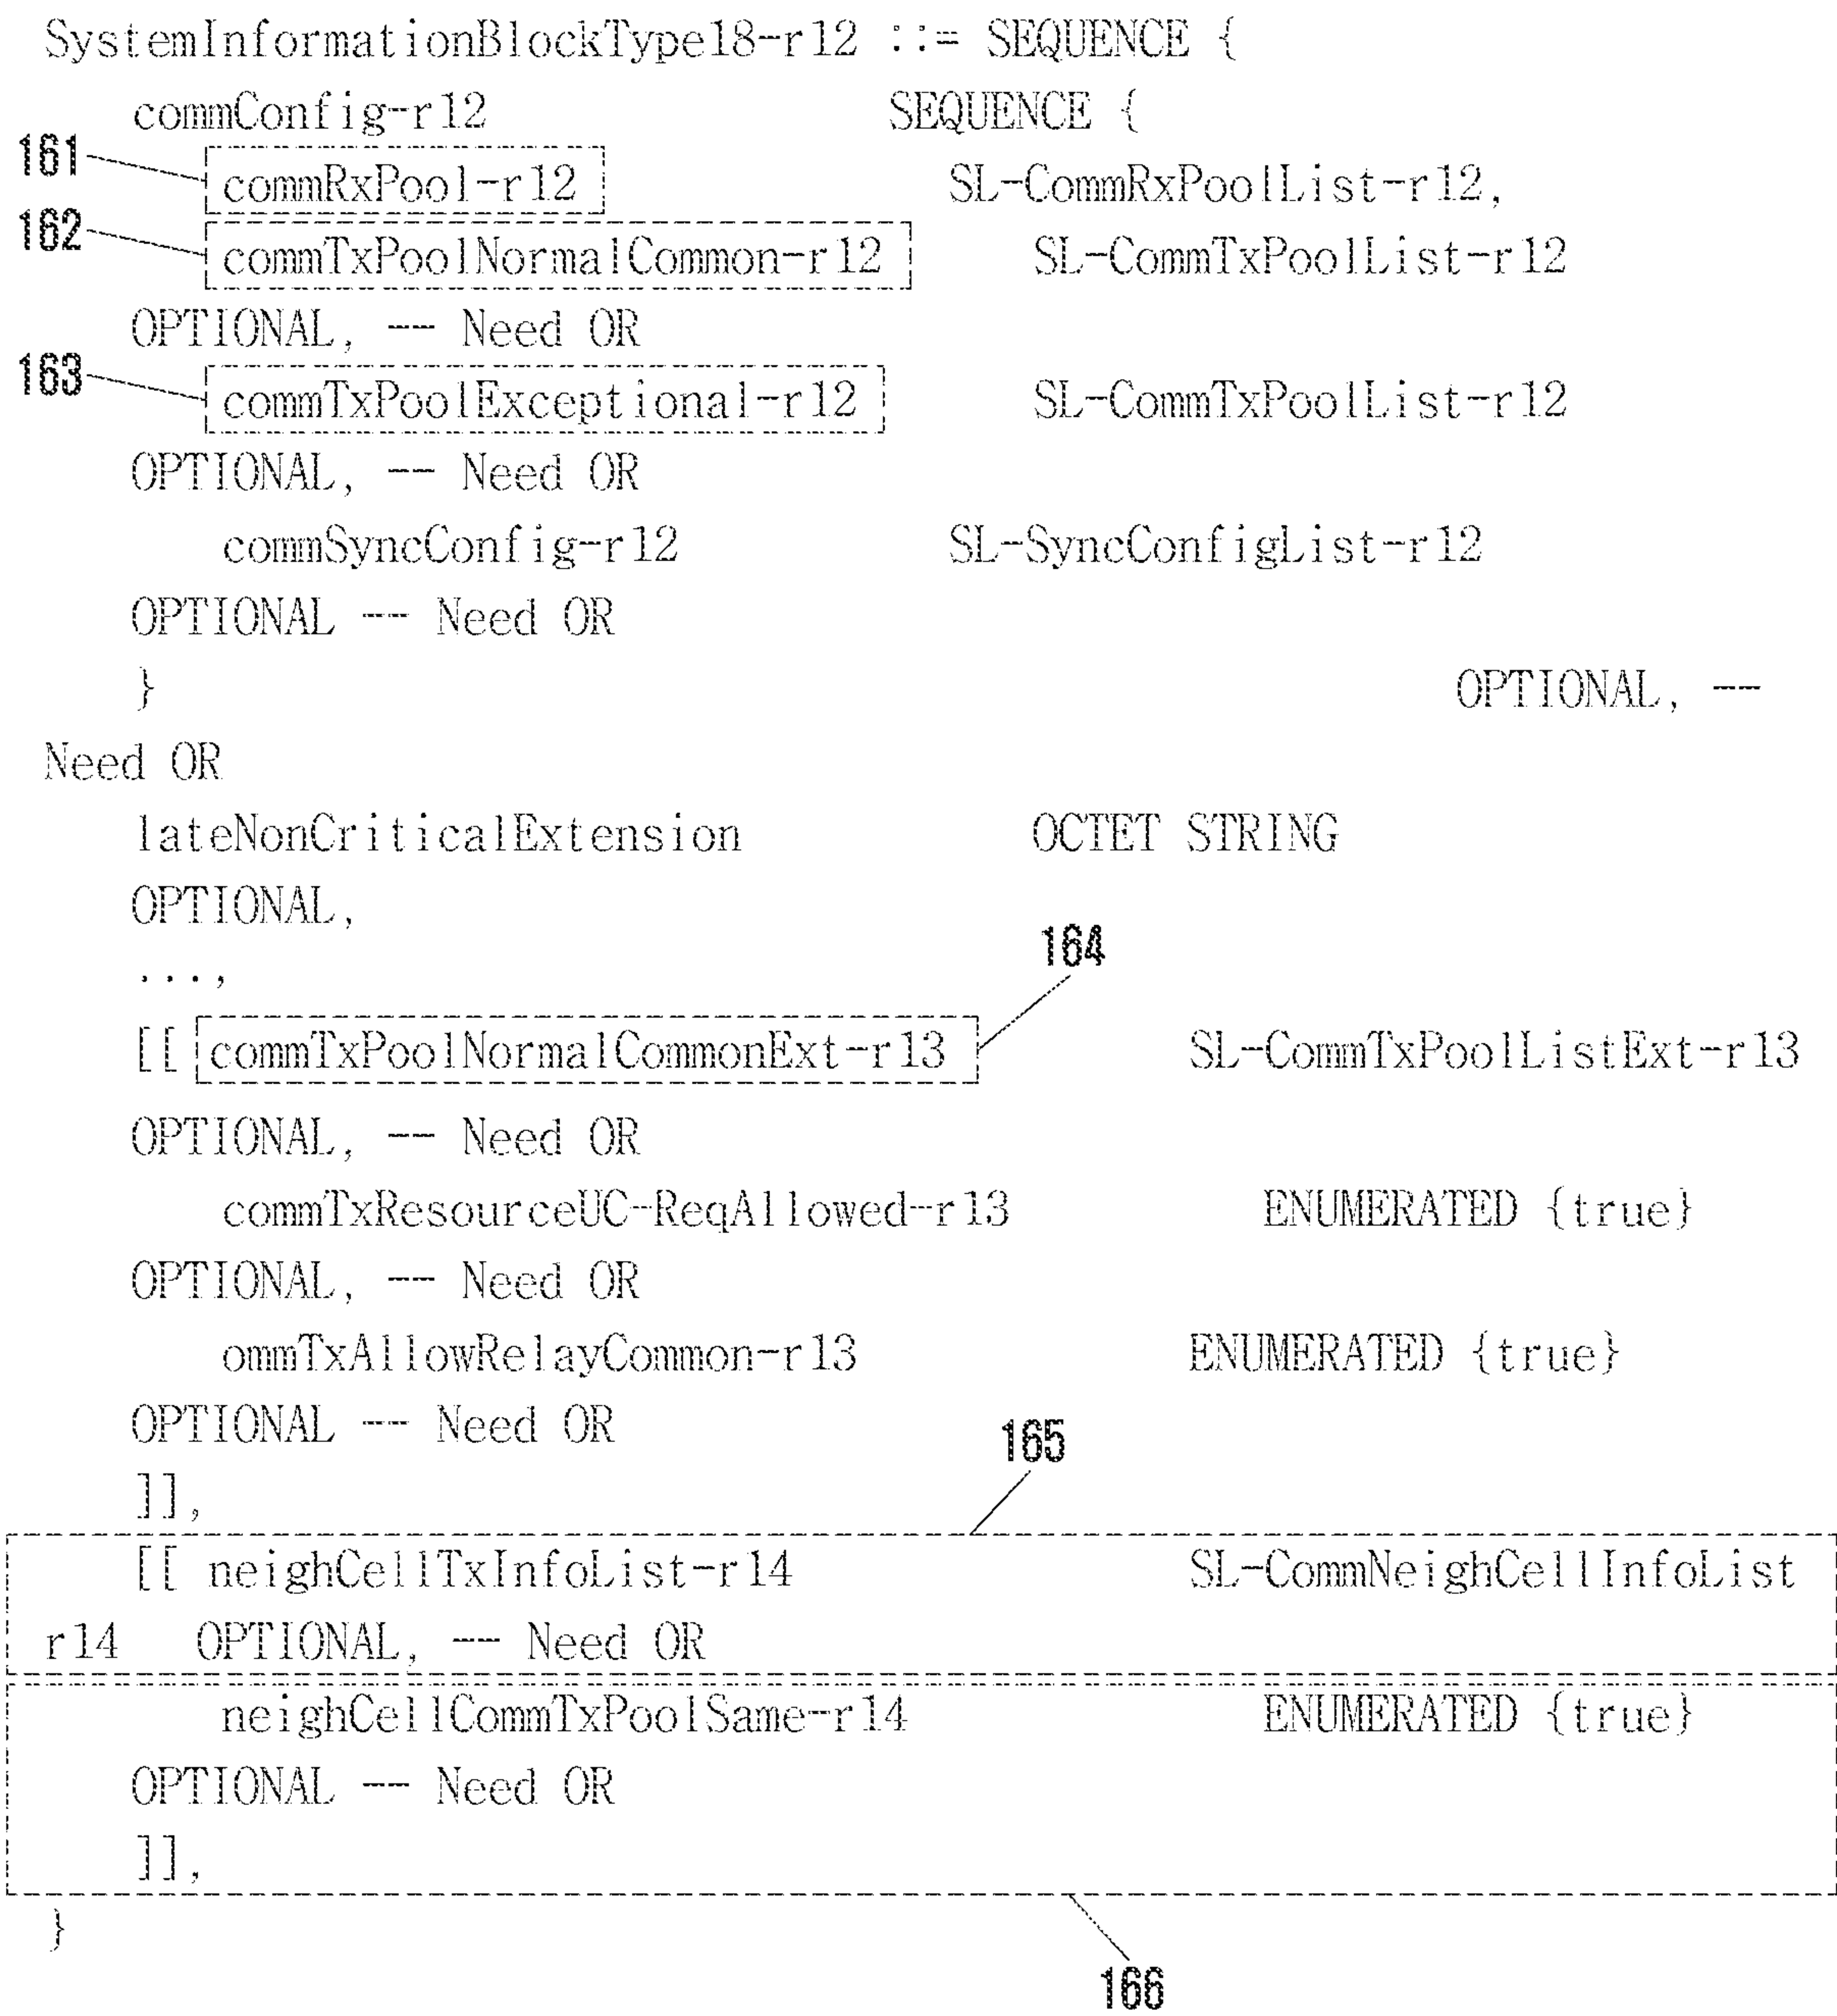 SystemInformationBlockType18-r12 ::= SEQUENCE {
commConfig-r12 SEQUENCE {
161 commRxPool-r12 SL-CommRxPoolList-r12,
162 commTxPoolNormalCommon-r12 SL-CommTxPoolList-r12
OPTIONAL, -- Need OR
163 commTxPoolExceptional-r12 SL-CommTxPoolList-r12
OPTIONAL, -- Need OR
commSyncConfig-r12 SL-SyncConfigList-r12
OPTIONAL -- Need OR
} OPTIONAL, --
Need OR
lateNonCriticalExtension OCTET STRING
OPTIONAL,
...,
164
[[ commTxPoolNormalCommonExt-r13 SL-CommTxPoolListExt-r13
OPTIONAL, -- Need OR
commTxResourceUC-ReqAllowed-r13 ENUMERATED {true}
OPTIONAL, -- Need OR
ommTxAllowRelayCommon-r13 ENUMERATED {true}
OPTIONAL -- Need OR
165
]],
[[ neighCellTxInfoList-r14 SL-CommNeighCellInfoList
r14 OPTIONAL, -- Need OR
neighCellCommTxPoolSame-r14 ENUMERATED {true}
OPTIONAL -- Need OR
]],
}
166